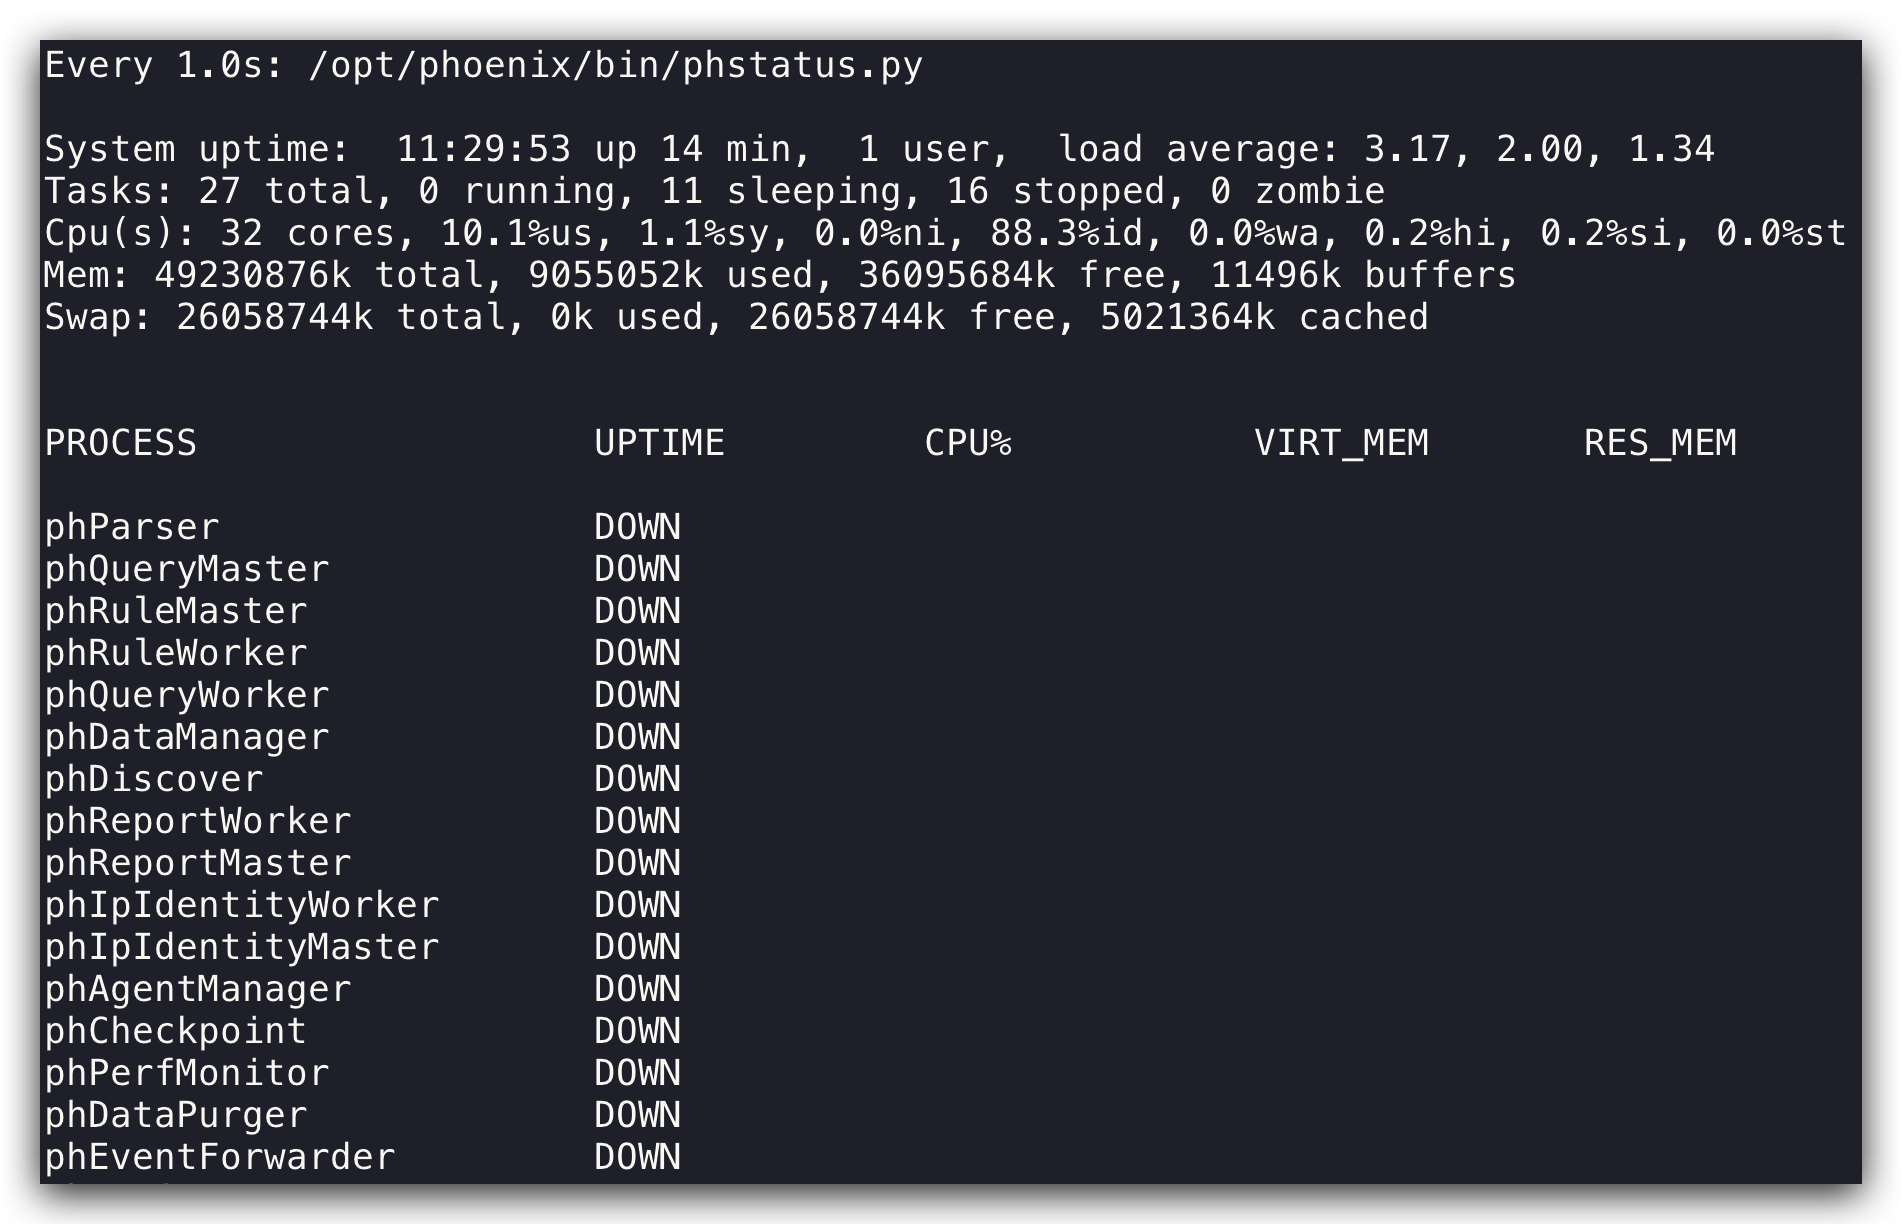 Every 1.0s: /opt/phoenix/bin/phstatus.py
System uptime:  11:29:53 up 14 min,  1 user,  load average: 3.17, 2.00, 1.34
Tasks: 27 total, 0 running, 11 sleeping, 16 stopped, 0 zombie
Cpu(s): 32 cores, 10.1%us, 1.1%sy, 0.0%ni, 88.3%id, 0.0%wa, 0.2%hi, 0.2%si, 0.0%st
Mem: 49230876k total, 9055052k used, 36095684k free, 11496k buffers
Swap: 26058744k total, 0k used, 26058744k free, 5021364k cached
PROCESS UPTIME CPU% VIRT_MEM RES_MEM
phParser DOWN
phQueryMaster DOWN
phRuleMaster DOWN
phRuleWorker DOWN
phQueryWorker DOWN
phDataManager DOWN
phDiscover DOWN
phReportWorker DOWN
phReportMaster DOWN
phIpIdentityWorker DOWN
phIpIdentityMaster DOWN
phAgentManager DOWN
phCheckpoint DOWN
phPerfMonitor DOWN
phDataPurger DOWN
phEventForwarder DOWN